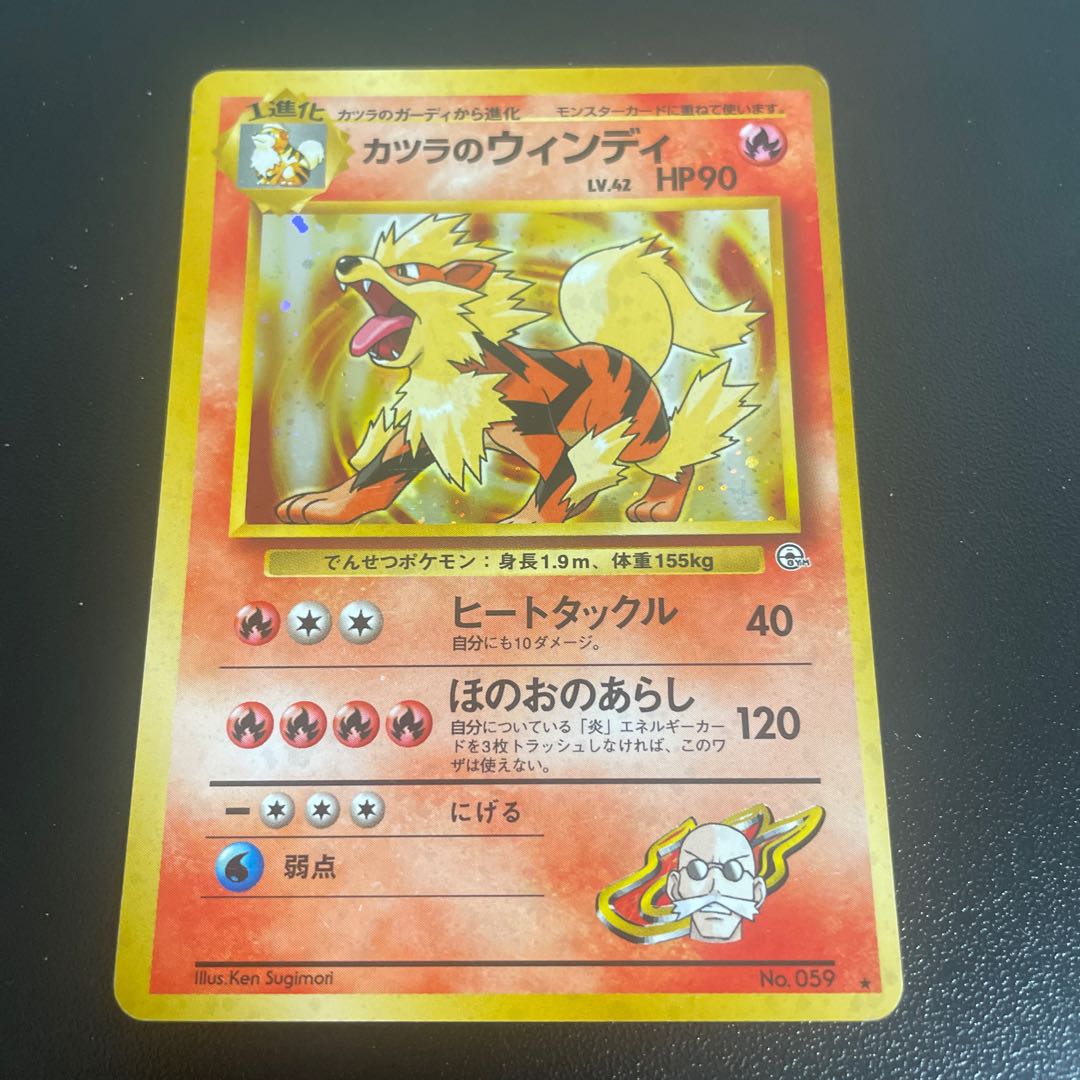 1進化
カツラのガーディから進化
モンスターカードに重ねて使います。
カツラのウィンディ
LV.42 HP90
でんせつポケモン：身長1.9m、体重155kg
GYM
ヒートタックル 40
自分にも10ダメージ。
ほのおのあらし 120
自分についている「炎」エネルギーカー
ドを3枚トラッシュしなければ、このワ
ザは使えない。
にげる
弱点
Illus.Ken Sugimori
No.059